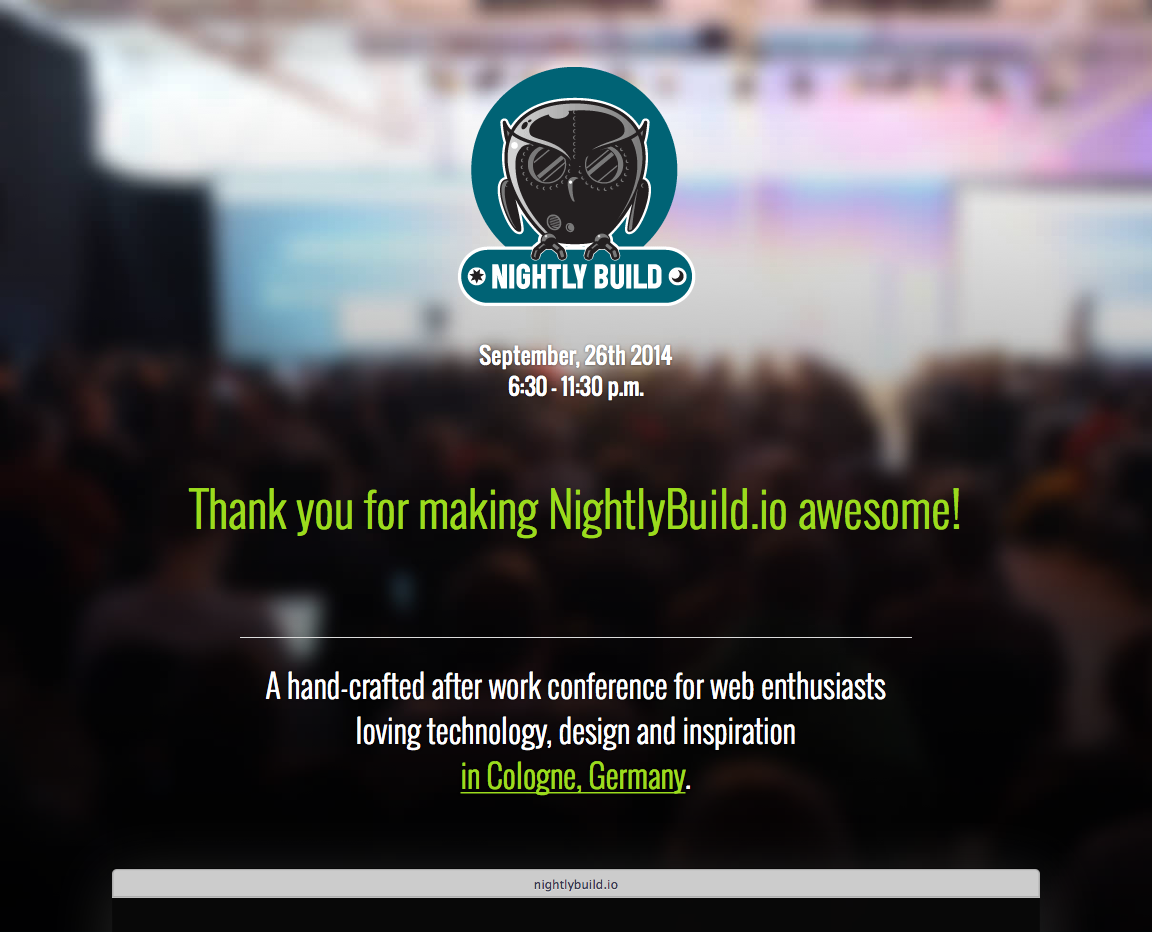 NIGHTLY BUILD
September, 26th 2014
6:30 - 11:30 p.m.
Thank you for making NightlyBuild.io awesome!
A hand-crafted after work conference for web enthusiasts
loving technology, design and inspiration
in Cologne, Germany.
nightlybuild.io